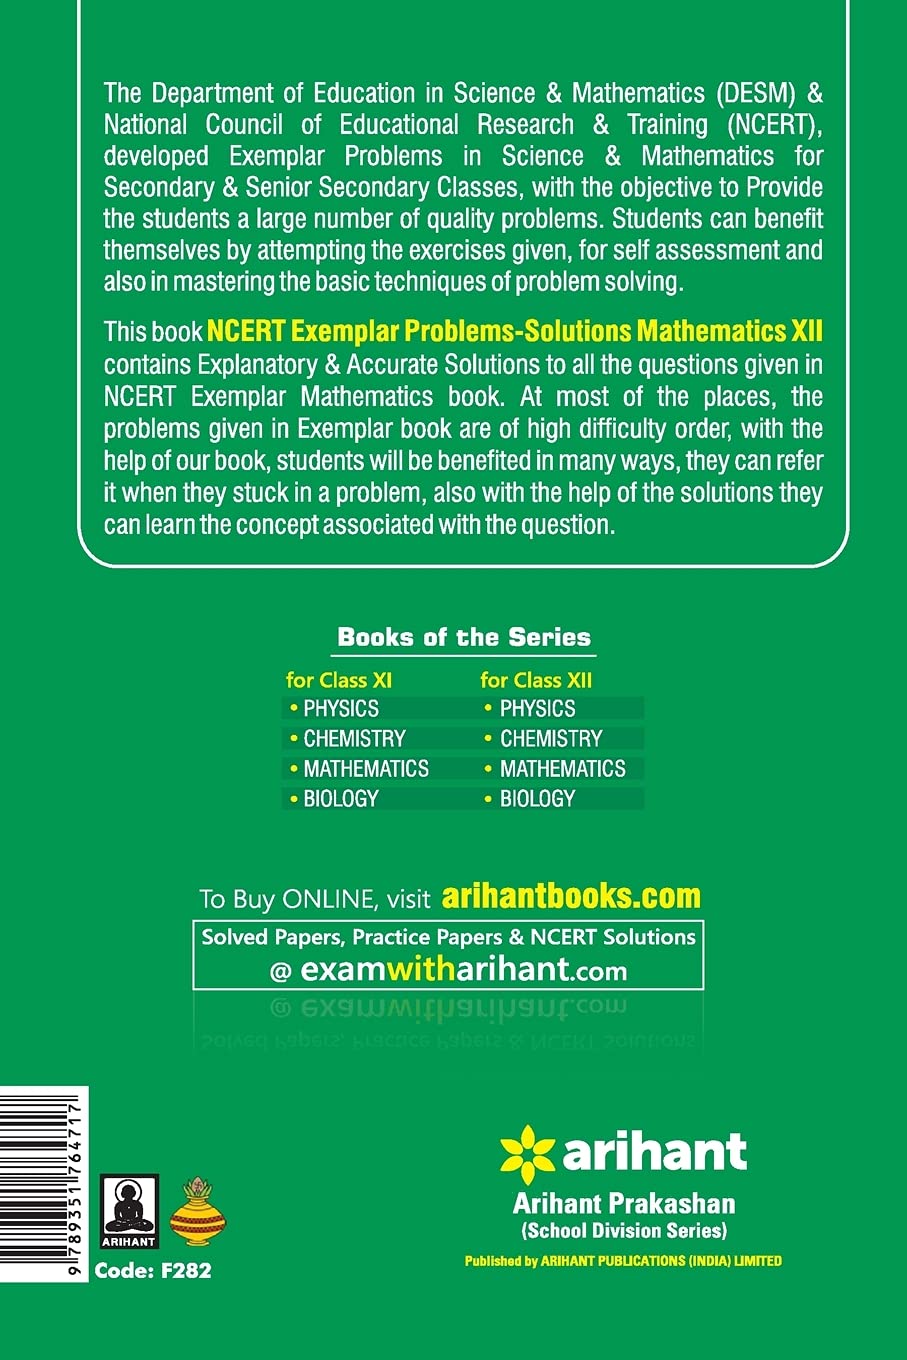 The Department of Education in Science & Mathematics (DESM) &
National Council of Educational Research & Training (NCERT),
developed Exemplar Problems in Science & Mathematics for
Secondary & Senior Secondary Classes, with the objective to Provide
the students a large number of quality problems. Students can benefit
themselves by attempting the exercises given, for self assessment and
also in mastering the basic techniques of problem solving.
This book NCERT Exemplar Problems-Solutions Mathematics XII
contains Explanatory & Accurate Solutions to all the questions given in
NCERT Exemplar Mathematics book. At most of the places, the
problems given in Exemplar book are of high difficulty order, with the
help of our book, students will be benefited in many ways, they can refer
it when they stuck in a problem, also with the help of the solutions they
can learn the concept associated with the question.
Books of the Series
for Class XI for Class XII
• PHYSICS • PHYSICS
• CHEMISTRY • CHEMISTRY
• MATHEMATICS • MATHEMATICS
• BIOLOGY • BIOLOGY
To Buy ONLINE, visit arihantbooks.com
Solved Papers, Practice Papers & NCERT Solutions
@ examwitharihant.com
@ examwitharihant.com
Solved Papers, Practice Papers & NCERT Solutions
9789351764717
ARIHANT
Code: F282
arihant
Arihant Prakashan
(School Division Series)
Published by ARIHANT PUBLICATIONS (INDIA) LIMITED